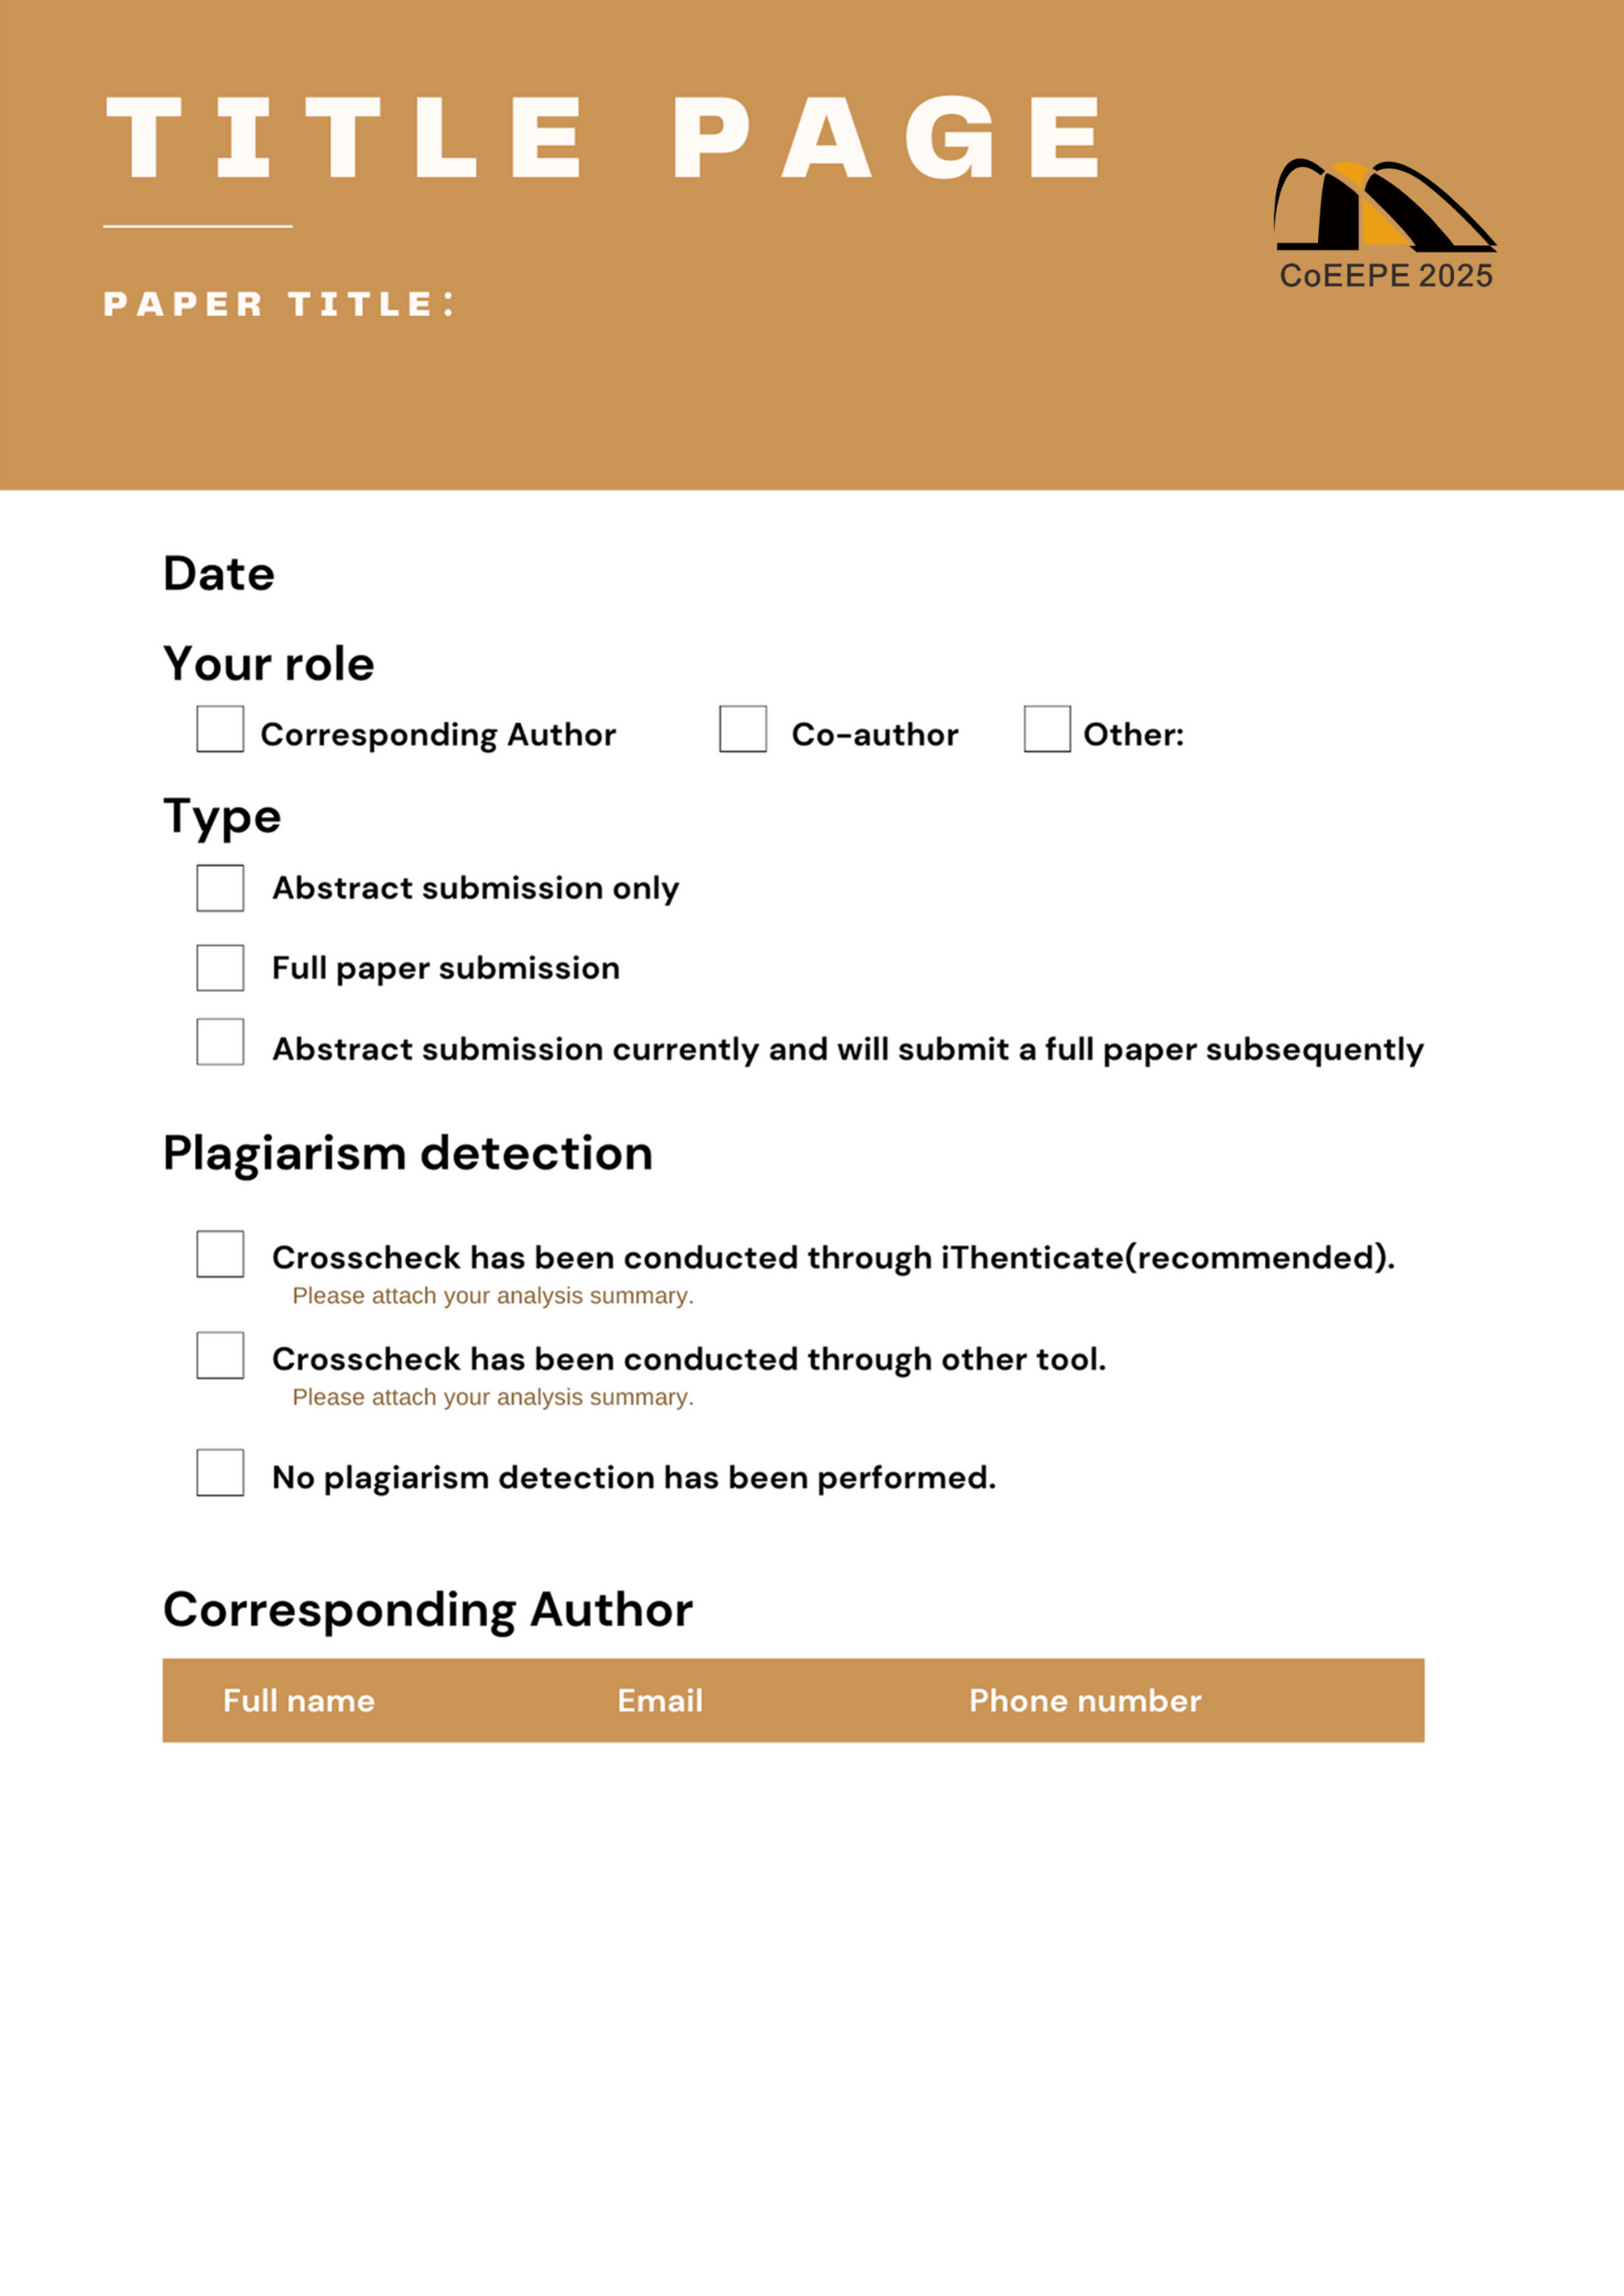 TITLE PAGE
CoEEPE 2025
PAPER TITLE:
Date
Your role
Corresponding Author Co-author Other:
Type
Abstract submission only
Full paper submission
Abstract submission currently and will submit a full paper subsequently
Plagiarism detection
Crosscheck has been conducted through iThenticate(recommended).
Please attach your analysis summary.
Crosscheck has been conducted through other tool.
Please attach your analysis summary.
No plagiarism detection has been performed.
Corresponding Author
Full name Email Phone number